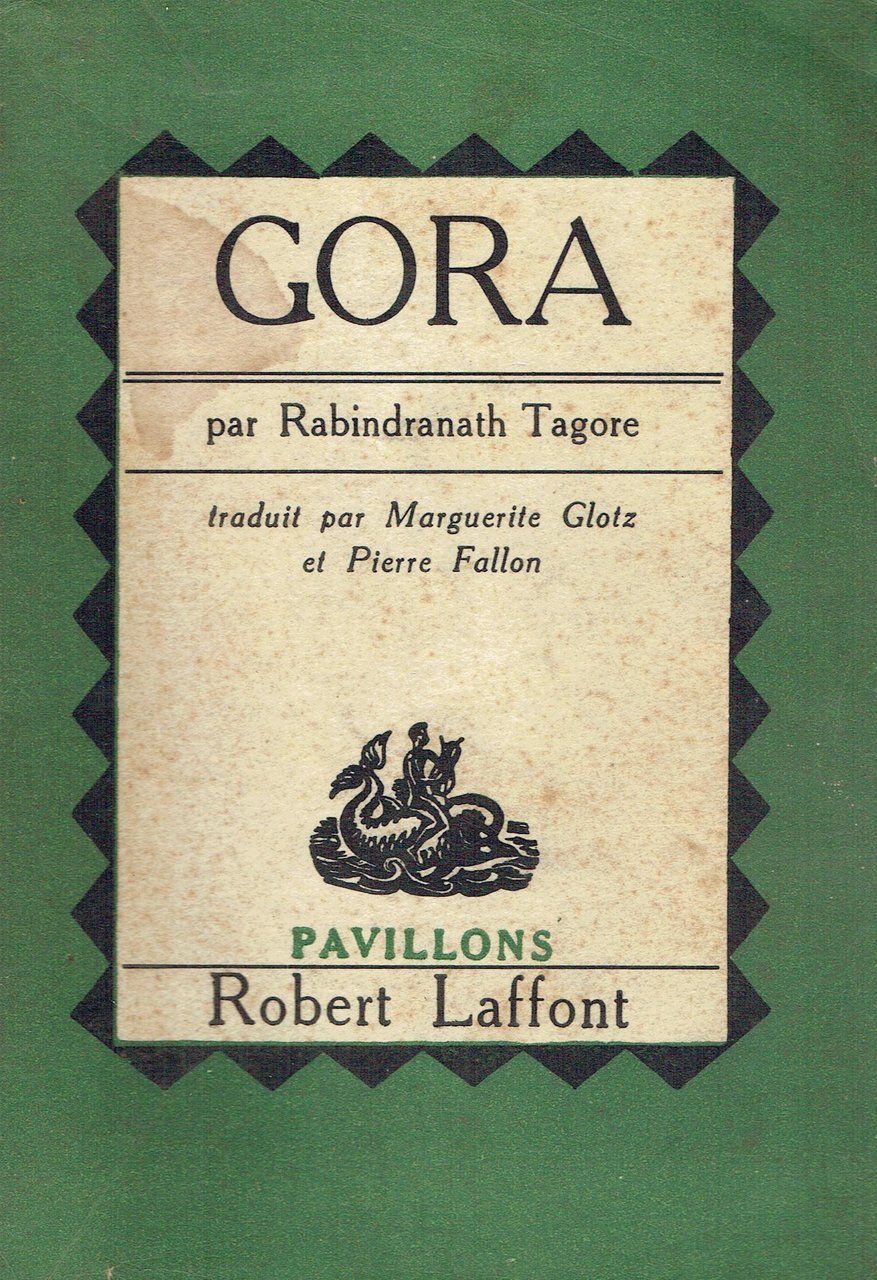 GORA
par Rabindranath Tagore
traduit par Marguerite Glotz
et Pierre Fallon
PAVILLONS
Robert Laffont